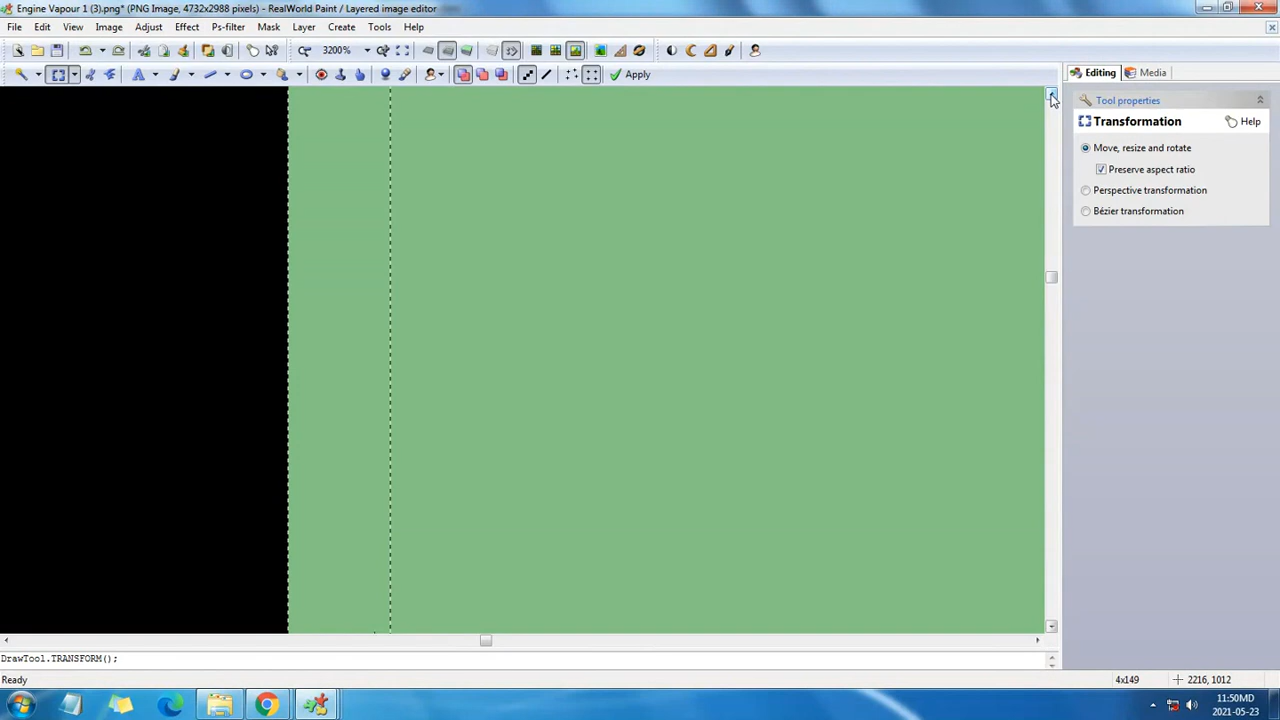 Engine Vapour 1 (3).png* (PNG Image, 4732x2988 pixels) - RealWorld Paint / Layered image editor
File Edit View Image Adjust Effect Ps-filter Mask Layer Create Tools Help
3200%
Apply
Editing Media
Tool properties
Transformation Help
Move, resize and rotate
Preserve aspect ratio
Perspective transformation
Bézier transformation
DrawTool.TRANSFORM();
Ready 4x149 2216, 1012
11:50MD
2021-05-23